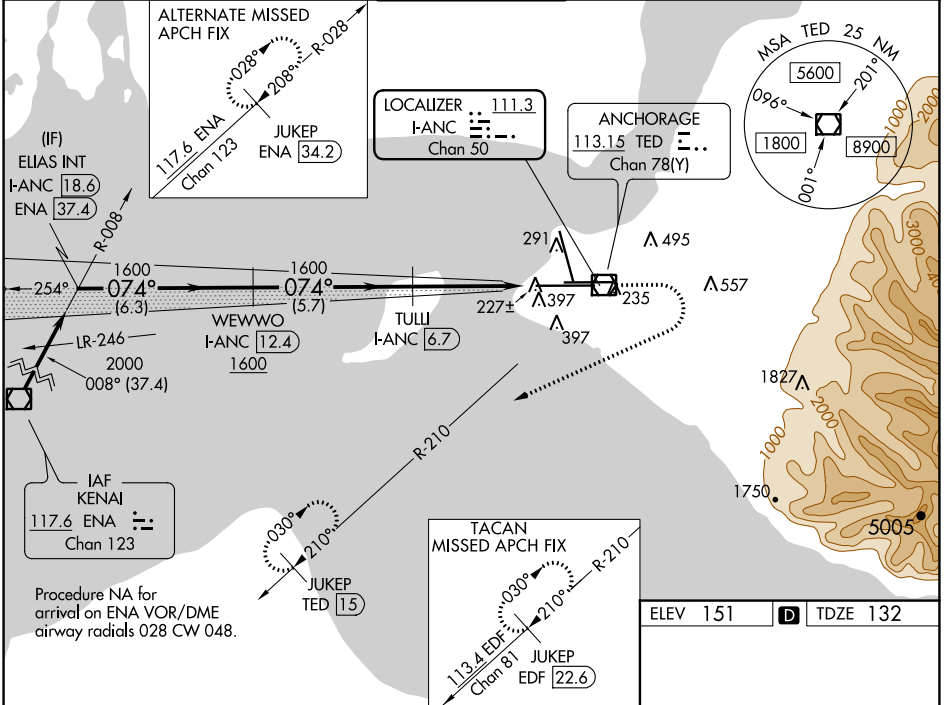 ALTERNATE MISSED
APCH FIX
R-028
028°
208°
117.6 ENA
Chan 123
JUKEP
ENA 34.2
LOCALIZER 111.3
I-ANC
Chan 50
ANCHORAGE
113.15 TED
Chan 78(Y)
MSA TED 25 NM
5600
201°
096°
1800
8900
001°
1000
2000
(IF)
ELIAS INT
I-ANC 18.6
ENA 37.4
R-008
1600
1600
254°
074°
074°
(6.3)
(5.7)
WEWWO
I-ANC 12.4
1600
TULLI
I-ANC 6.7
291
495
557
235
227±
397
397
3000
LR-246
2000
008° (37.4)
1827
2000
1000
R-210
IAF
KENAI
117.6 ENA
Chan 123
1750
5005
030°
210°
JUKEP
TED 15
Procedure NA for
arrival on ENA VOR/DME
airway radials 028 CW 048.
TACAN
MISSED APCH FIX
R-210
030°
210°
113.4 EDF
Chan 81
JUKEP
EDF 22.6
ELEV 151
D
TDZE 132